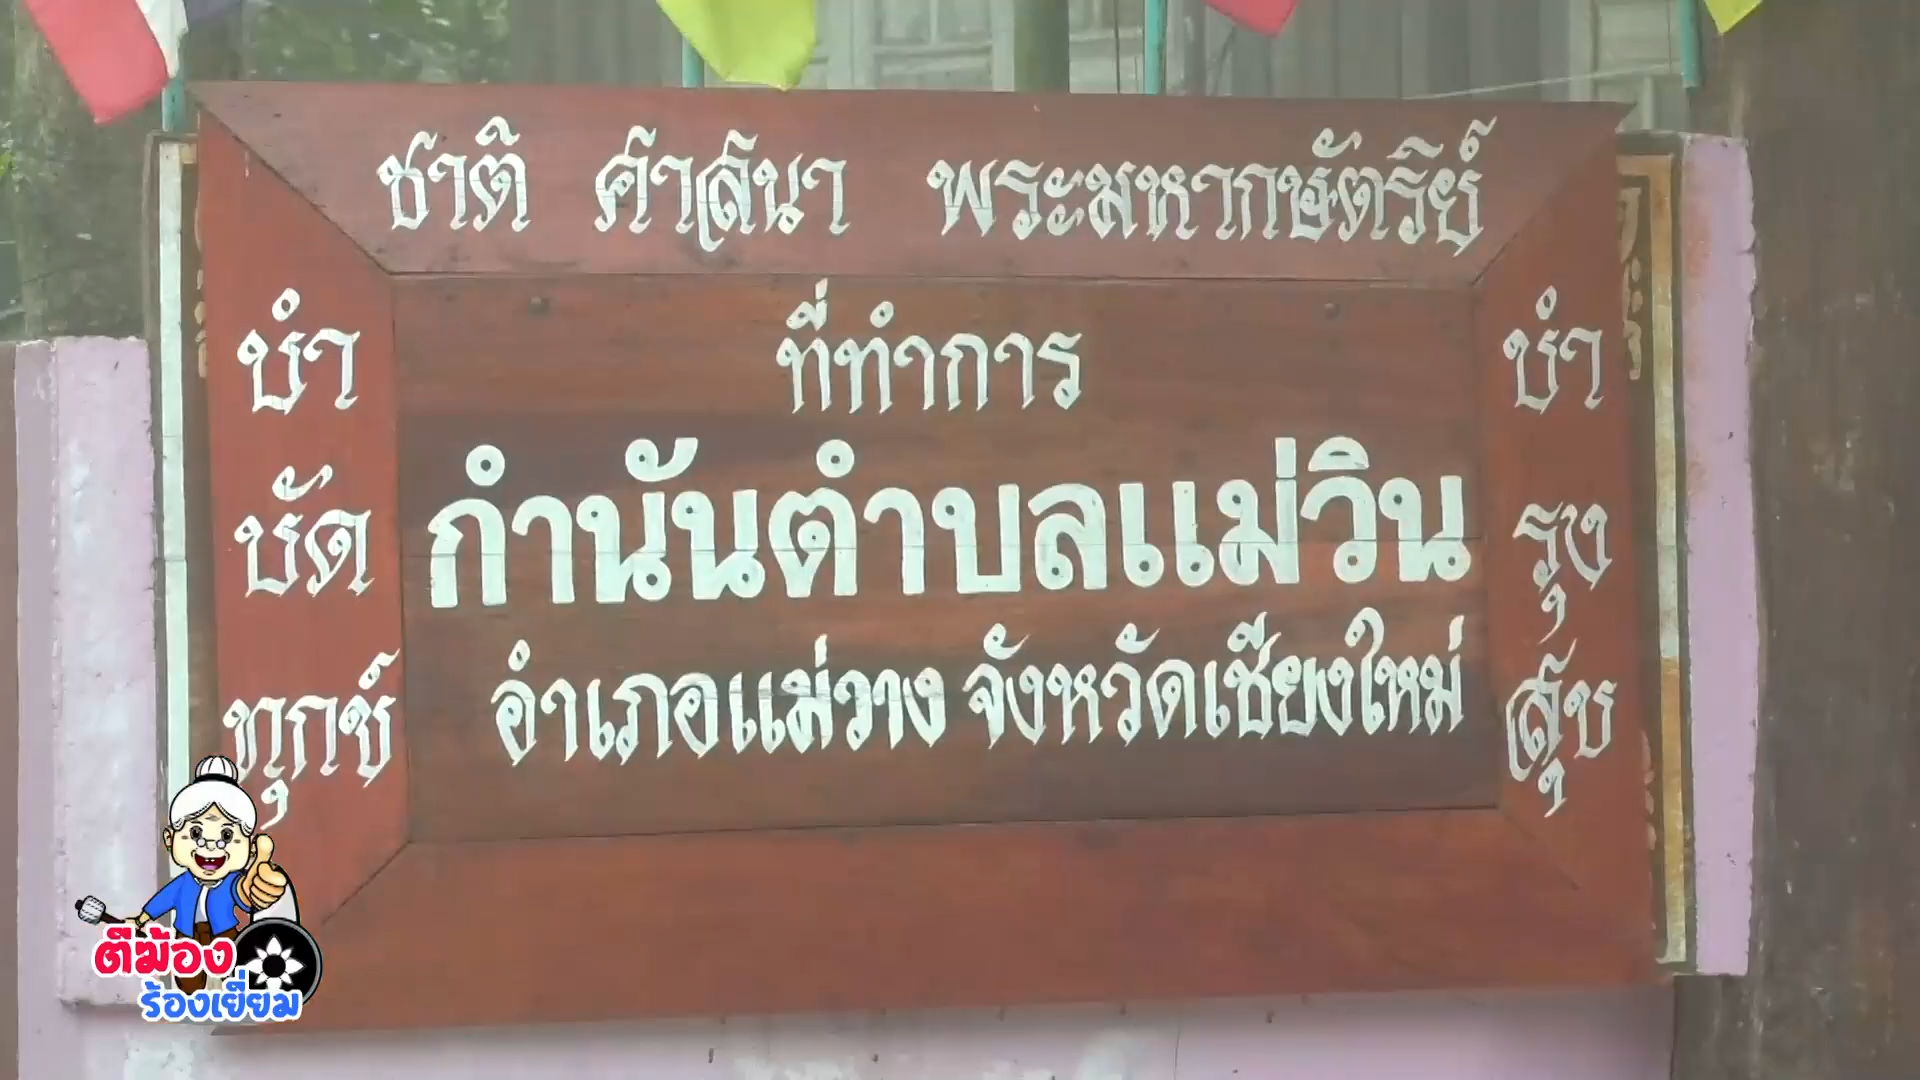 ชาติ ศาสนา พระมหากษัตริย์
บำ
บัด
ทุกข์
ที่ทำการ
กำนันตำบลแม่วิน
อำเภอแม่วาง จังหวัดเชียงใหม่
บำ
รุง
สุข
ตีฆ้อง
ร้องเยี่ยม